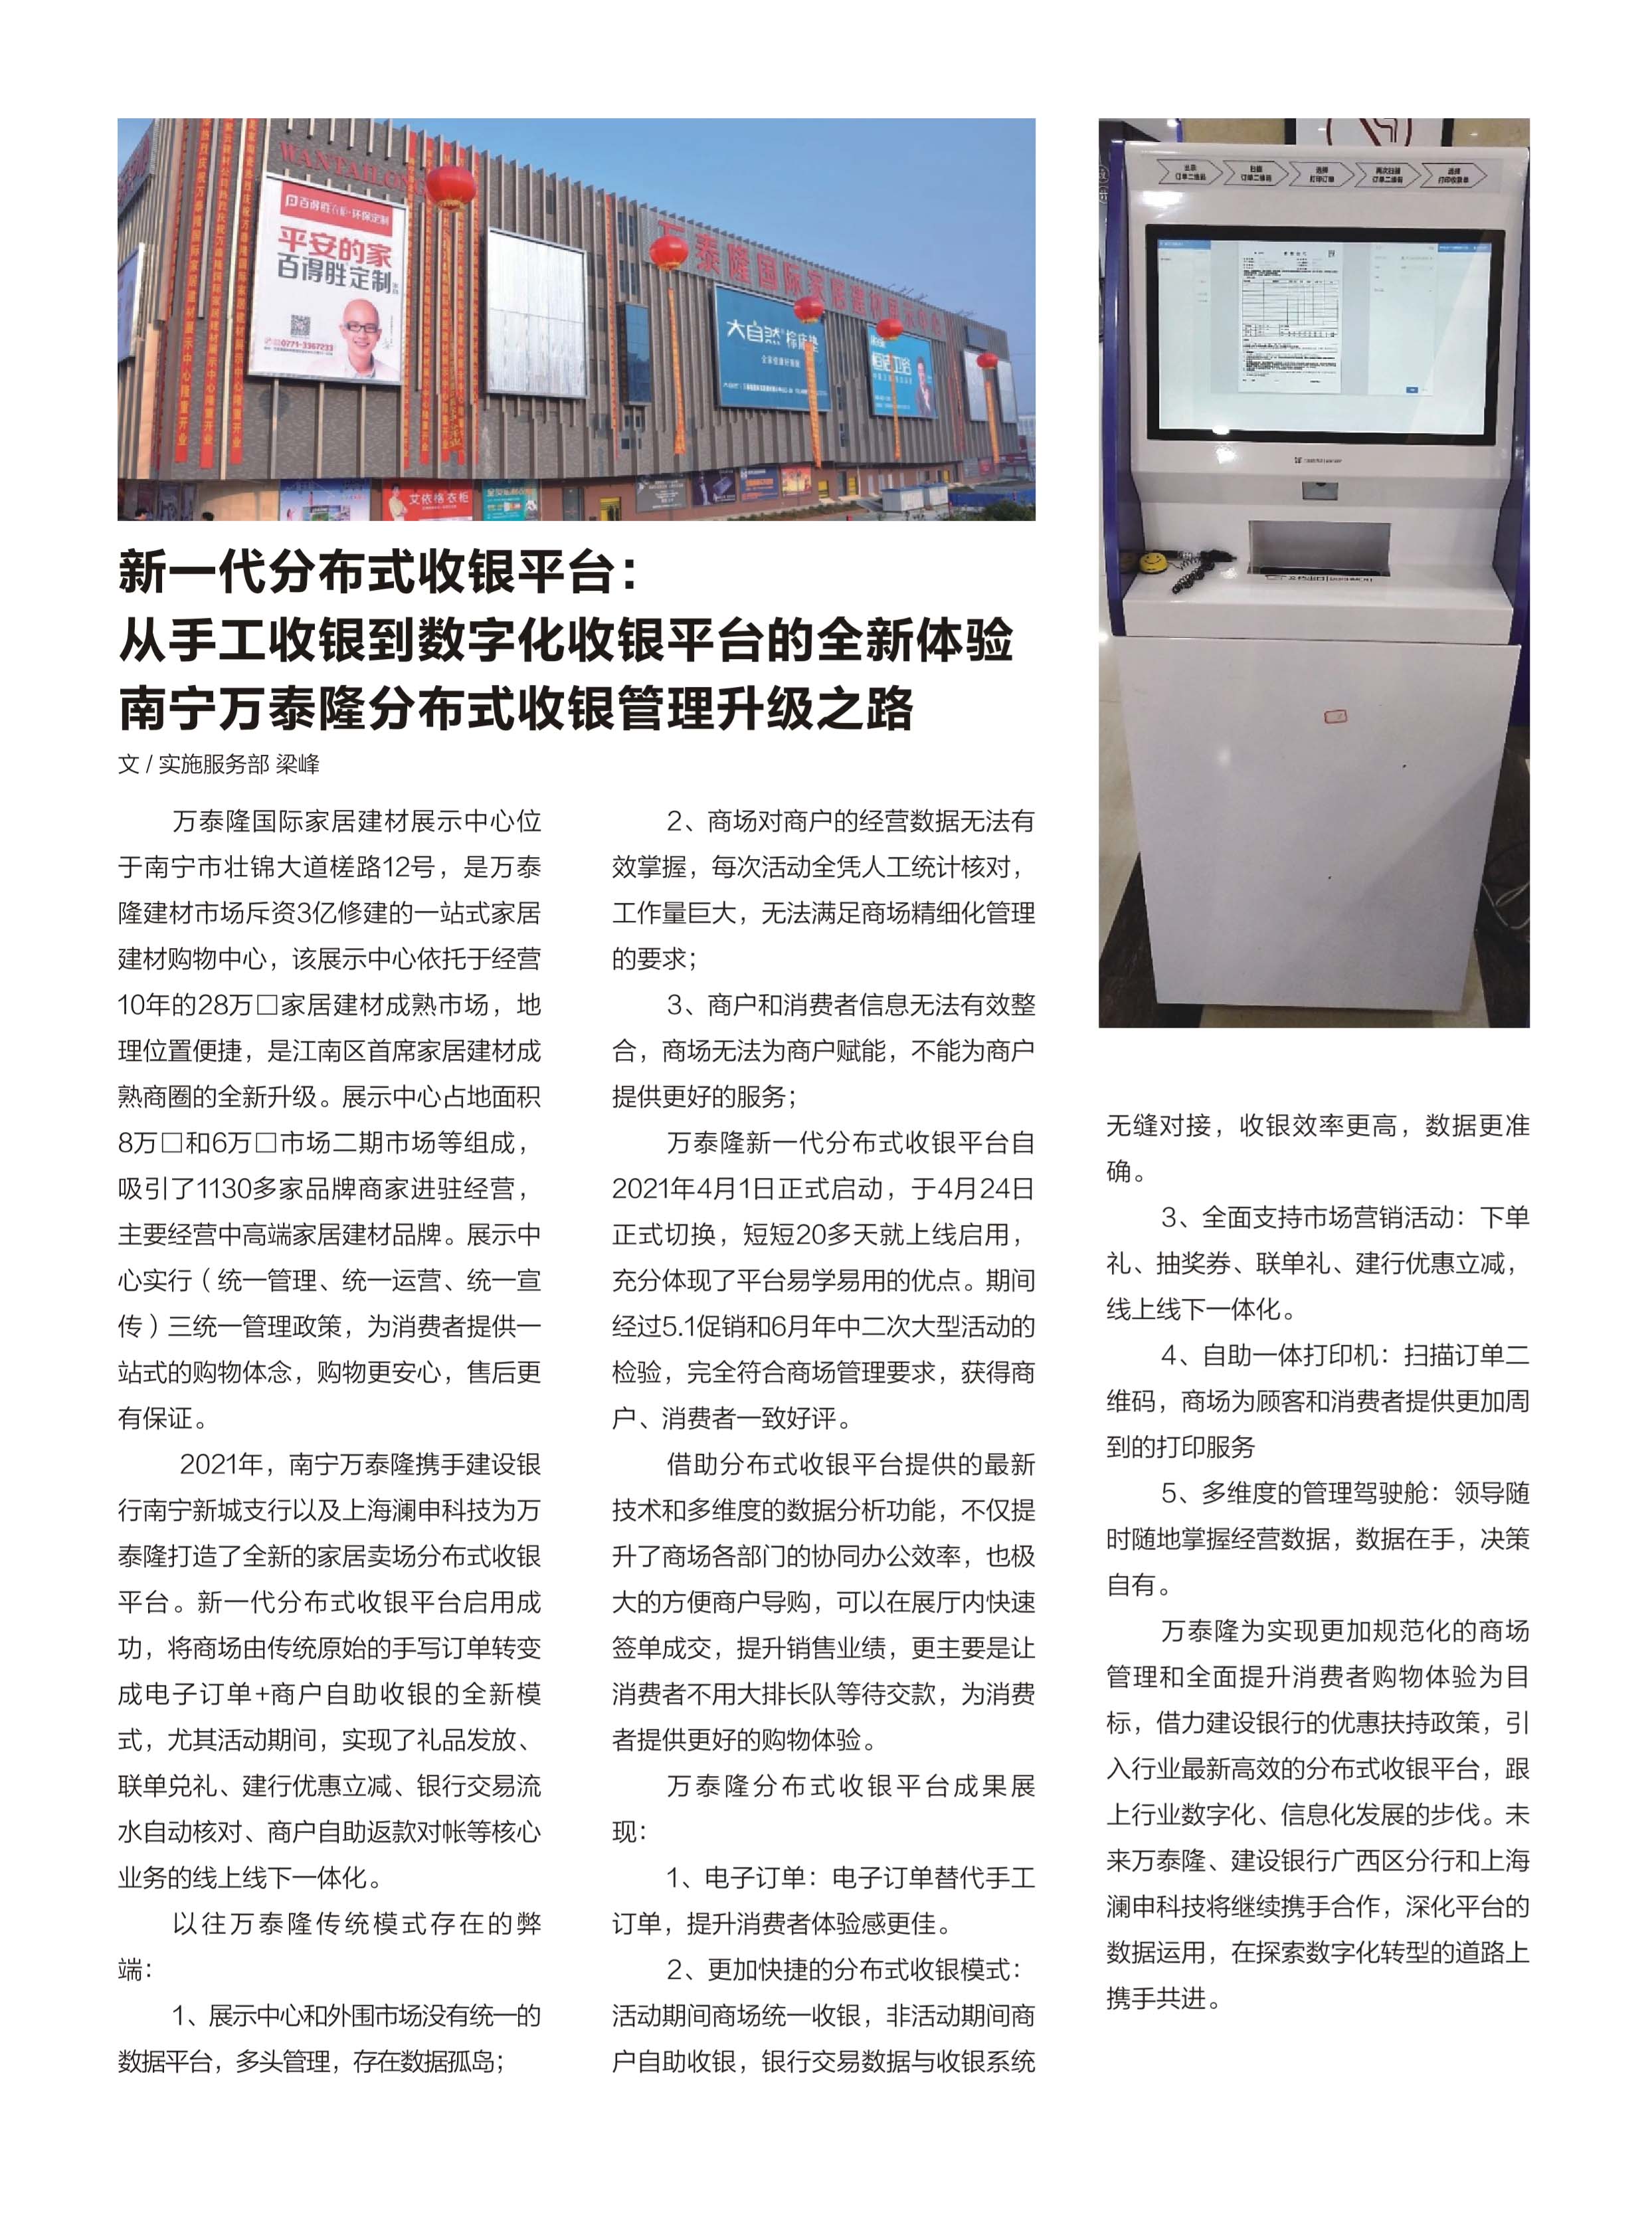 WANTAILONG
百得胜衣柜·环保定制
平安的家
百得胜定制
0771-3367233
万泰隆国际家居建材展示中心
大自然棕床垫
全家健康好睡眠
恒洁卫浴
艾依格衣柜
出示
订单二维码
扫描
订单二维码
选择
打印订单
再次扫描
订单二维码
选择
打印收款单
新一代分布式收银平台：
从手工收银到数字化收银平台的全新体验
南宁万泰隆分布式收银管理升级之路
文 / 实施服务部 梁峰
万泰隆国际家居建材展示中心位
于南宁市壮锦大道槎路12号，是万泰
隆建材市场斥资3亿修建的一站式家居
建材购物中心，该展示中心依托于经营
10年的28万□家居建材成熟市场，地
理位置便捷，是江南区首席家居建材成
熟商圈的全新升级。展示中心占地面积
8万□和6万□市场二期市场等组成，
吸引了1130多家品牌商家进驻经营，
主要经营中高端家居建材品牌。展示中
心实行（统一管理、统一运营、统一宣
传）三统一管理政策，为消费者提供一
站式的购物体念，购物更安心，售后更
有保证。
2021年，南宁万泰隆携手建设银
行南宁新城支行以及上海澜申科技为万
泰隆打造了全新的家居卖场分布式收银
平台。新一代分布式收银平台启用成
功，将商场由传统原始的手写订单转变
成电子订单+商户自助收银的全新模
式，尤其活动期间，实现了礼品发放、
联单兑礼、建行优惠立减、银行交易流
水自动核对、商户自助返款对帐等核心
业务的线上线下一体化。
以往万泰隆传统模式存在的弊
端：
1、展示中心和外围市场没有统一的
数据平台，多头管理，存在数据孤岛；
2、商场对商户的经营数据无法有
效掌握，每次活动全凭人工统计核对，
工作量巨大，无法满足商场精细化管理
的要求；
3、商户和消费者信息无法有效整
合，商场无法为商户赋能，不能为商户
提供更好的服务；
万泰隆新一代分布式收银平台自
2021年4月1日正式启动，于4月24日
正式切换，短短20多天就上线启用，
充分体现了平台易学易用的优点。期间
经过5.1促销和6月年中二次大型活动的
检验，完全符合商场管理要求，获得商
户、消费者一致好评。
借助分布式收银平台提供的最新
技术和多维度的数据分析功能，不仅提
升了商场各部门的协同办公效率，也极
大的方便商户导购，可以在展厅内快速
签单成交，提升销售业绩，更主要是让
消费者不用大排长队等待交款，为消费
者提供更好的购物体验。
万泰隆分布式收银平台成果展
现：
1、电子订单：电子订单替代手工
订单，提升消费者体验感更佳。
2、更加快捷的分布式收银模式：
活动期间商场统一收银，非活动期间商
户自助收银，银行交易数据与收银系统
无缝对接，收银效率更高，数据更准
确。
3、全面支持市场营销活动：下单
礼、抽奖券、联单礼、建行优惠立减，
线上线下一体化。
4、自助一体打印机：扫描订单二
维码，商场为顾客和消费者提供更加周
到的打印服务
5、多维度的管理驾驶舱：领导随
时随地掌握经营数据，数据在手，决策
自有。
万泰隆为实现更加规范化的商场
管理和全面提升消费者购物体验为目
标，借力建设银行的优惠扶持政策，引
入行业最新高效的分布式收银平台，跟
上行业数字化、信息化发展的步伐。未
来万泰隆、建设银行广西区分行和上海
澜申科技将继续携手合作，深化平台的
数据运用，在探索数字化转型的道路上
携手共进。